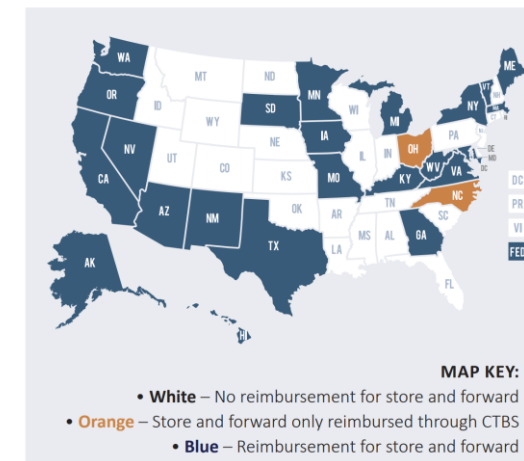 WA
ME
MT
ND
VT
OR
MN
ID
SD
WI
NY
MI
WY
IA
PA
NE
NV
IL
IN
OH
DE
UT
MD
CO
WV
VA
DC
CA
KS
MO
KY
DC
NC
TN
OK
PR
AZ
NM
AR
SC
VI
MS
AL
GA
FED
TX
LA
AK
FL
HI
MAP KEY:
• White – No reimbursement for store and forward
• Orange – Store and forward only reimbursed through CTBS
• Blue – Reimbursement for store and forward